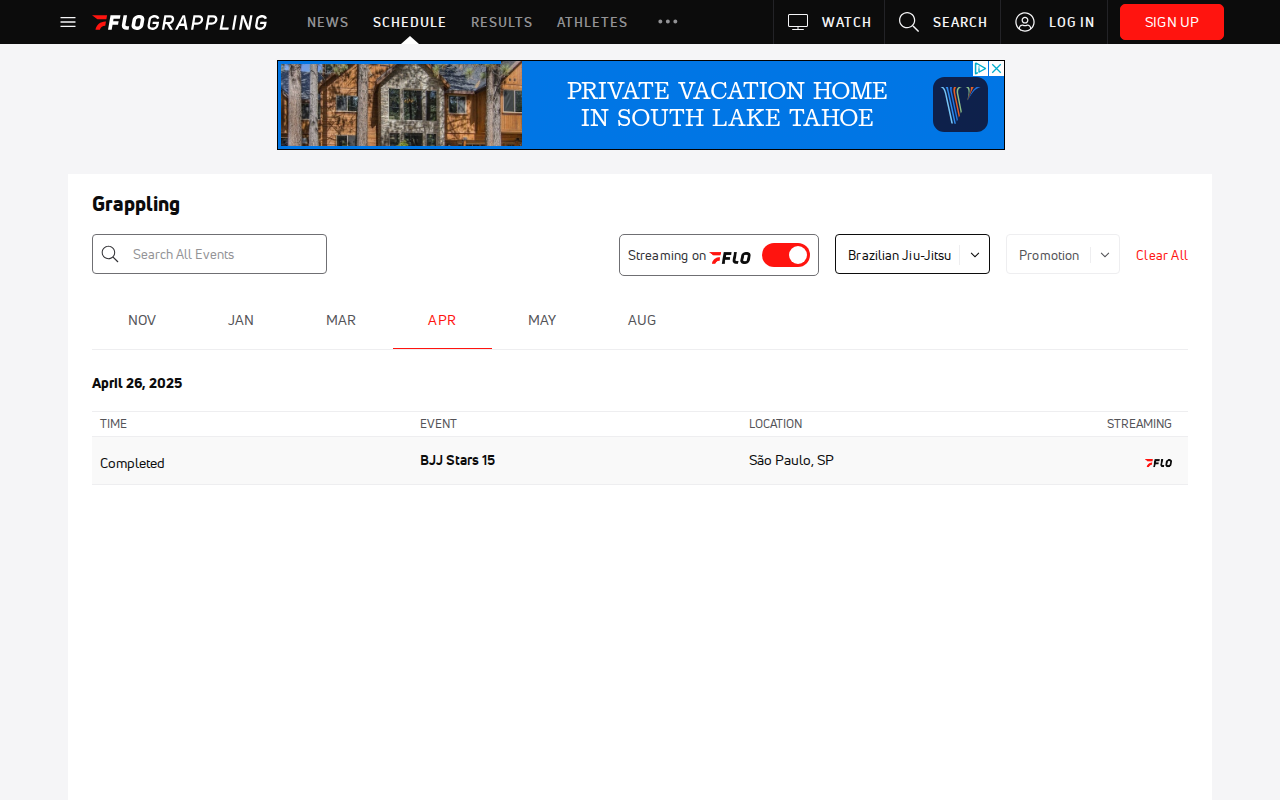 FLOGRAPPLING
NEWS
SCHEDULE
RESULTS
ATHLETES
WATCH
SEARCH
LOG IN
SIGN UP
PRIVATE VACATION HOME
IN SOUTH LAKE TAHOE
Grappling
Search All Events
Streaming on FLO
Brazilian Jiu-Jitsu
Promotion
Clear All
NOV
JAN
MAR
APR
MAY
AUG
April 26, 2025
TIME
EVENT
LOCATION
STREAMING
Completed
BJJ Stars 15
São Paulo, SP
FLO